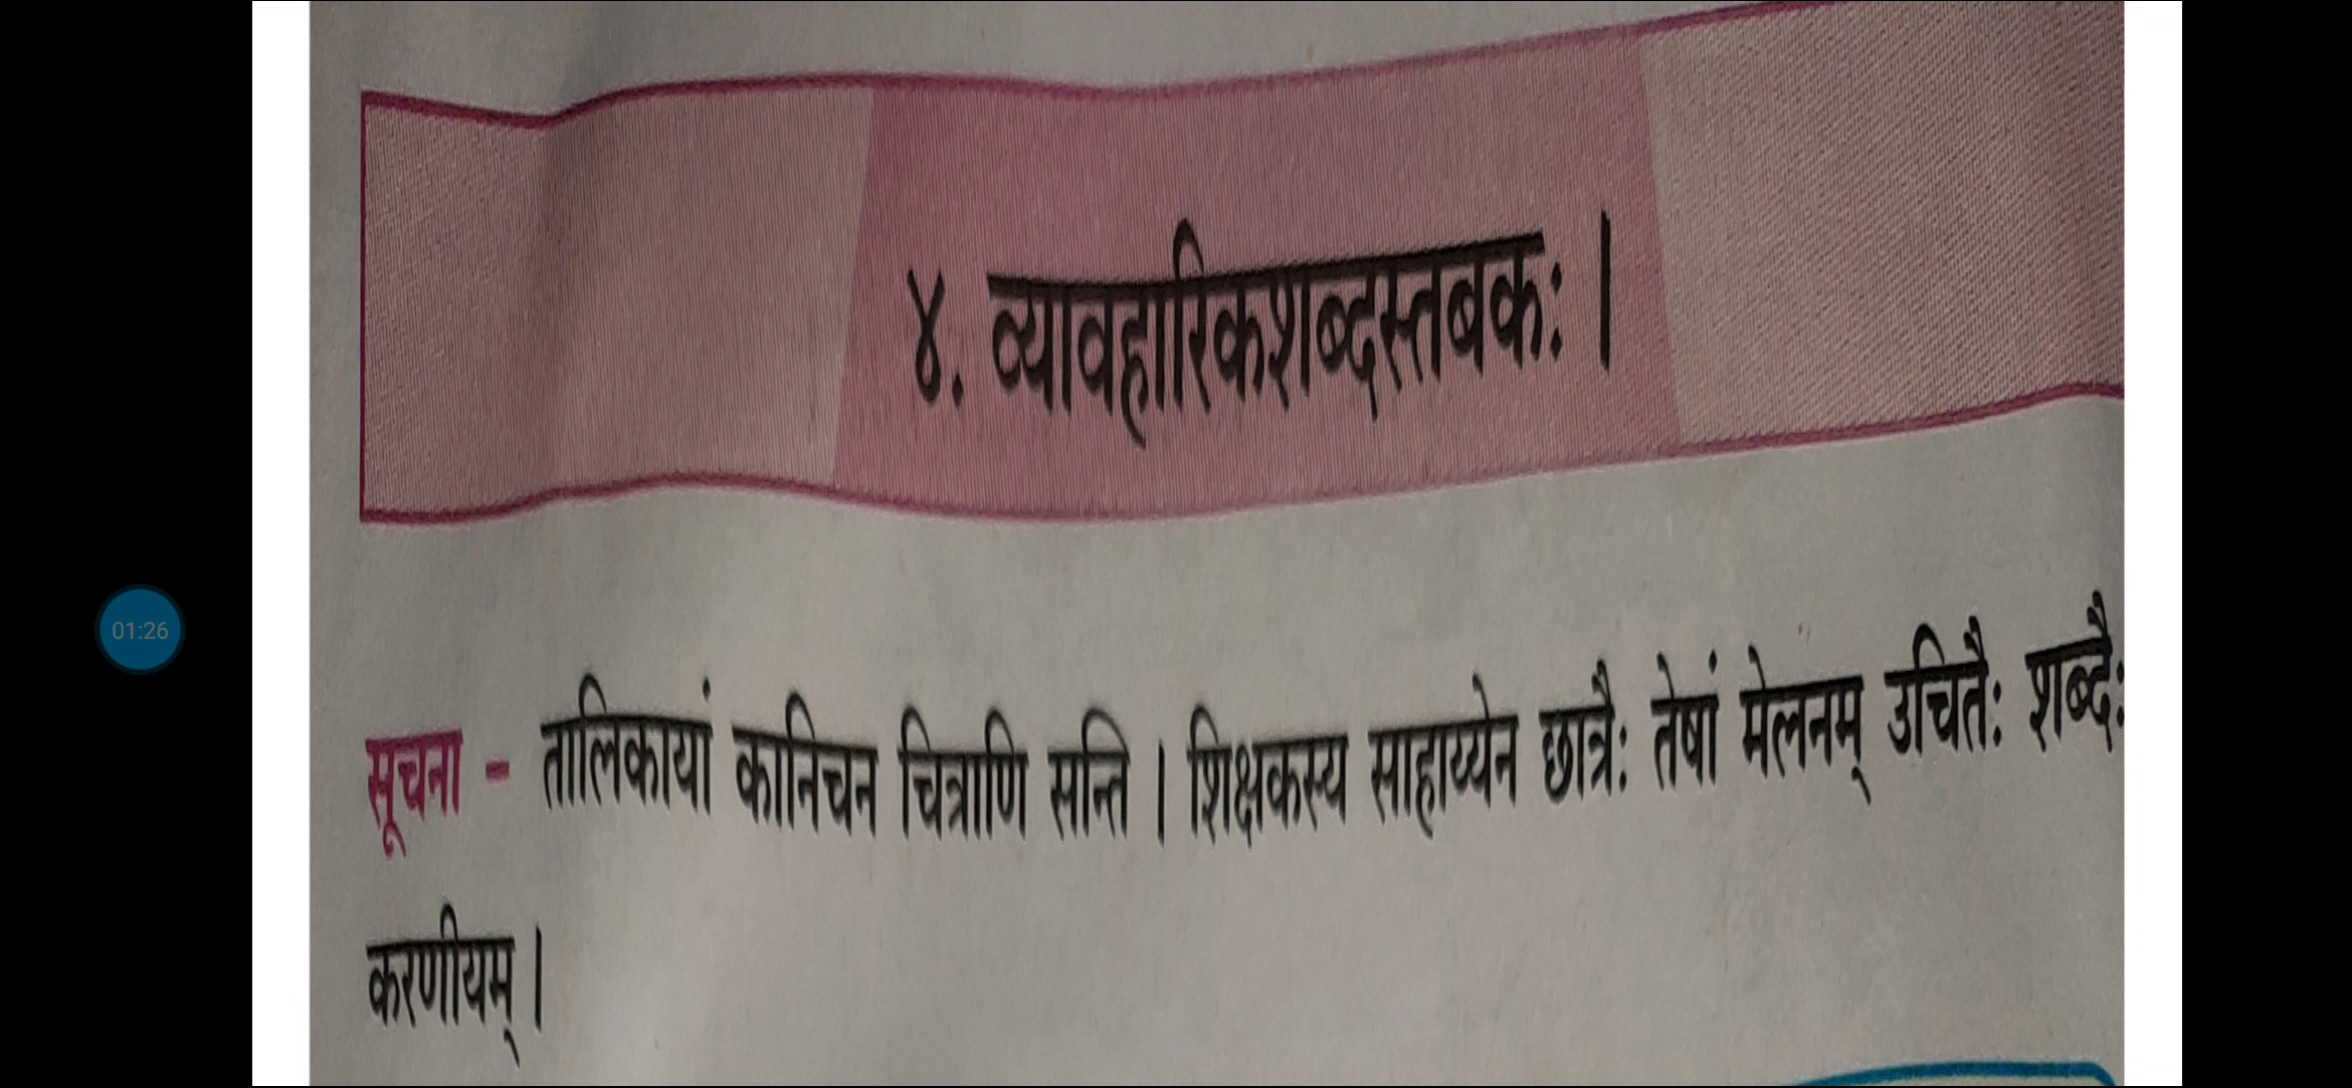 ४. व्यावहारिकशब्दस्तबकः ।
सूचना - तालिकायां कानिचन चित्राणि सन्ति । शिक्षकस्य साहाय्येन छात्रैः तेषां मेलनम् उचितैः शब्दैः
करणीयम् ।
01:26